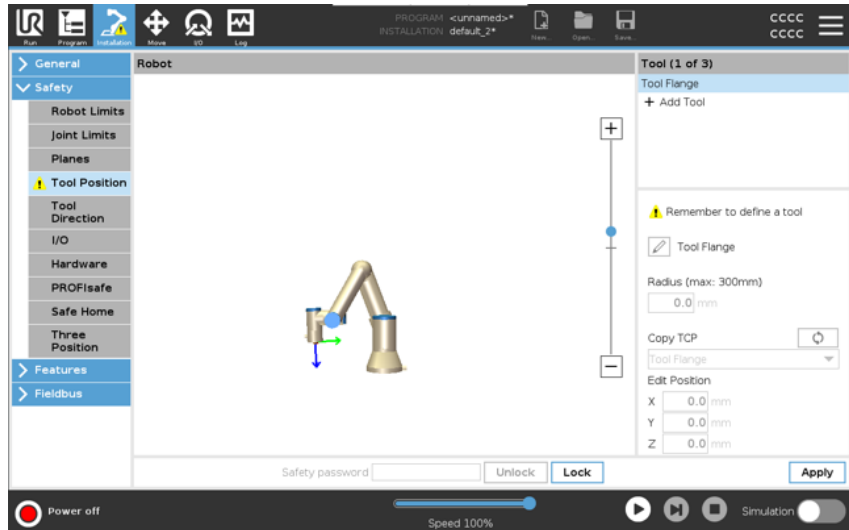 PROGRAM <unnamed>*
INSTALLATION default_2*
UR
Run
Program
Installation
Move
I/O
Log
New...
Open...
Save...
cccc
cccc
General
Safety
Robot Limits
Joint Limits
Planes
Tool Position
Tool
Direction
I/O
Hardware
PROFIsafe
Safe Home
Three
Position
Features
Fieldbus
Robot
Tool (1 of 3)
Tool Flange
+ Add Tool
Remember to define a tool
Tool Flange
Radius (max: 300mm)
0.0 mm
Copy TCP
Tool Flange
Edit Position
X 0.0 mm
Y 0.0 mm
Z 0.0 mm
Safety password
Unlock
Lock
Apply
Power off
Speed 100%
Simulation